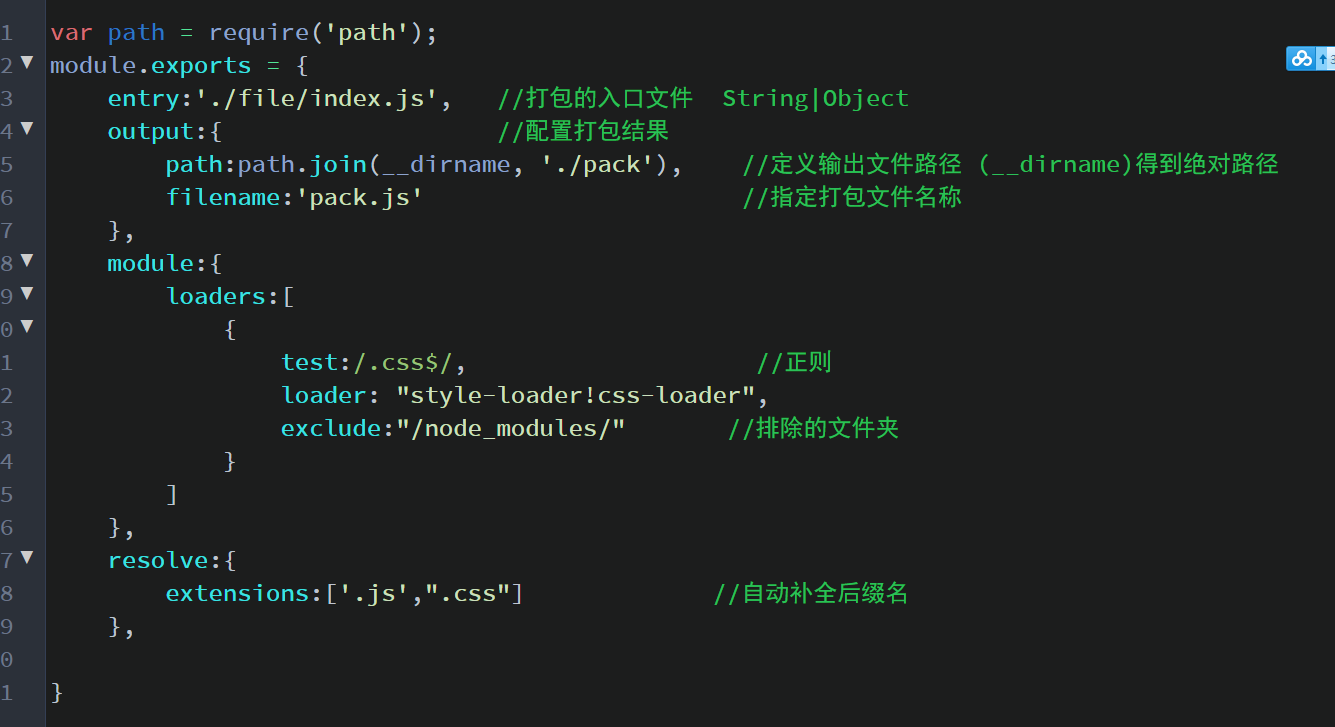 1 var path = require('path');
2 module.exports = {
3 entry:'./file/index.js', //打包的入口文件 String|Object
4 output:{ //配置打包结果
5 path:path.join(__dirname, './pack'), //定义输出文件路径 (__dirname)得到绝对路径
6 filename:'pack.js' //指定打包文件名称
7 },
8 module:{
9 loaders:[
0 {
1 test:/.css$/, //正则
2 loader: "style-loader!css-loader",
3 exclude:"/node_modules/" //排除的文件夹
4 }
5 ]
6 },
7 resolve:{
8 extensions:['.js',".css"] //自动补全后缀名
9 },
0
1 }